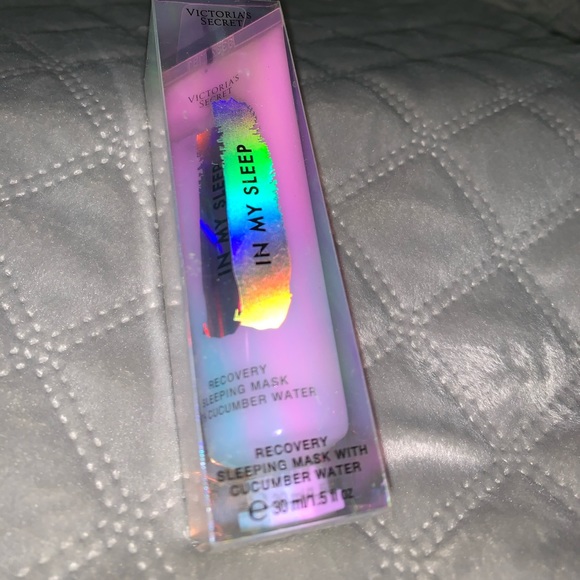 VICTORIA'S
SECRET
VICTORIA'S
SECRET
IN MY SLEEP
IN MY SLEEP
RECOVERY
SLEEPING MASK
CUCUMBER WATER
RECOVERY
SLEEPING MASK WITH
CUCUMBER WATER
e 30 ml/1.5 fl oz